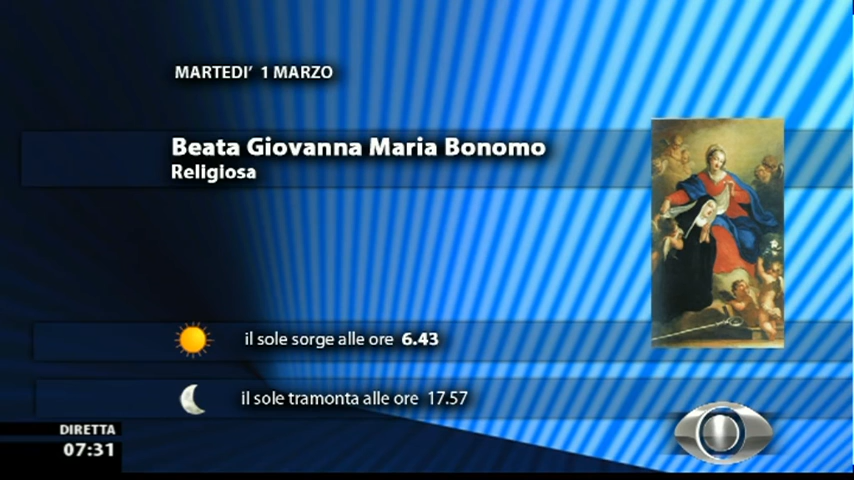 MARTEDI' 1 MARZO
Beata Giovanna Maria Bonomo
Religiosa
il sole sorge alle ore 6.43
il sole tramonta alle ore 17.57
DIRETTA
07:31